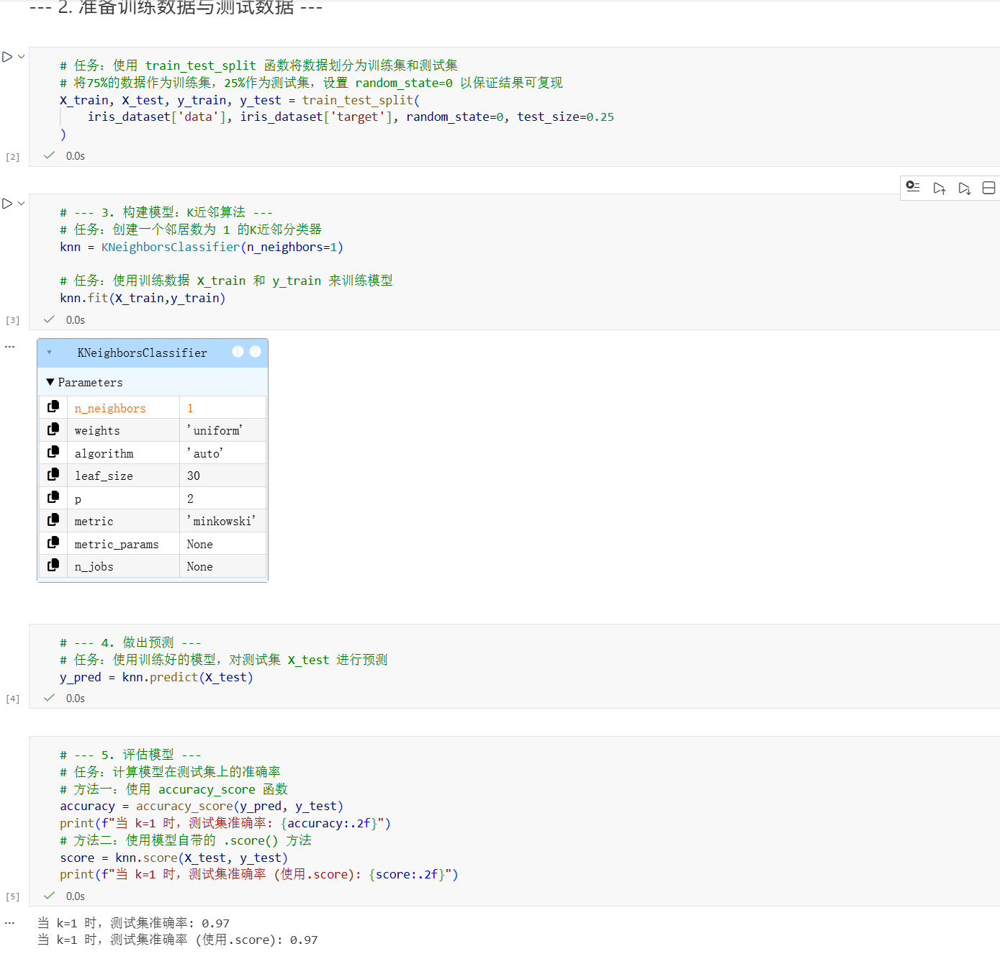 --- 2. 准备训练数据与测试数据 ---
# 任务：使用 train_test_split 函数将数据划分为训练集和测试集
# 将75%的数据作为训练集，25%作为测试集，设置 random_state=0 以保证结果可复现
X_train, X_test, y_train, y_test = train_test_split(
    iris_dataset['data'], iris_dataset['target'], random_state=0, test_size=0.25
)
[2] 0.0s
# --- 3. 构建模型：K近邻算法 ---
# 任务：创建一个邻居数为 1 的K近邻分类器
knn = KNeighborsClassifier(n_neighbors=1)
# 任务：使用训练数据 X_train 和 y_train 来训练模型
knn.fit(X_train,y_train)
[3] 0.0s
... KNeighborsClassifier i ?
▼ Parameters
n_neighbors 1
weights 'uniform'
algorithm 'auto'
leaf_size 30
p 2
metric 'minkowski'
metric_params None
n_jobs None
# --- 4. 做出预测 ---
# 任务：使用训练好的模型，对测试集 X_test 进行预测
y_pred = knn.predict(X_test)
[4] 0.0s
# --- 5. 评估模型 ---
# 任务：计算模型在测试集上的准确率
# 方法一：使用 accuracy_score 函数
accuracy = accuracy_score(y_pred, y_test)
print(f"当 k=1 时，测试集准确率: {accuracy:.2f}")
# 方法二：使用模型自带的 .score() 方法
score = knn.score(X_test, y_test)
print(f"当 k=1 时，测试集准确率 (使用.score): {score:.2f}")
[5] 0.0s
... 当 k=1 时，测试集准确率: 0.97
当 k=1 时，测试集准确率 (使用.score): 0.97